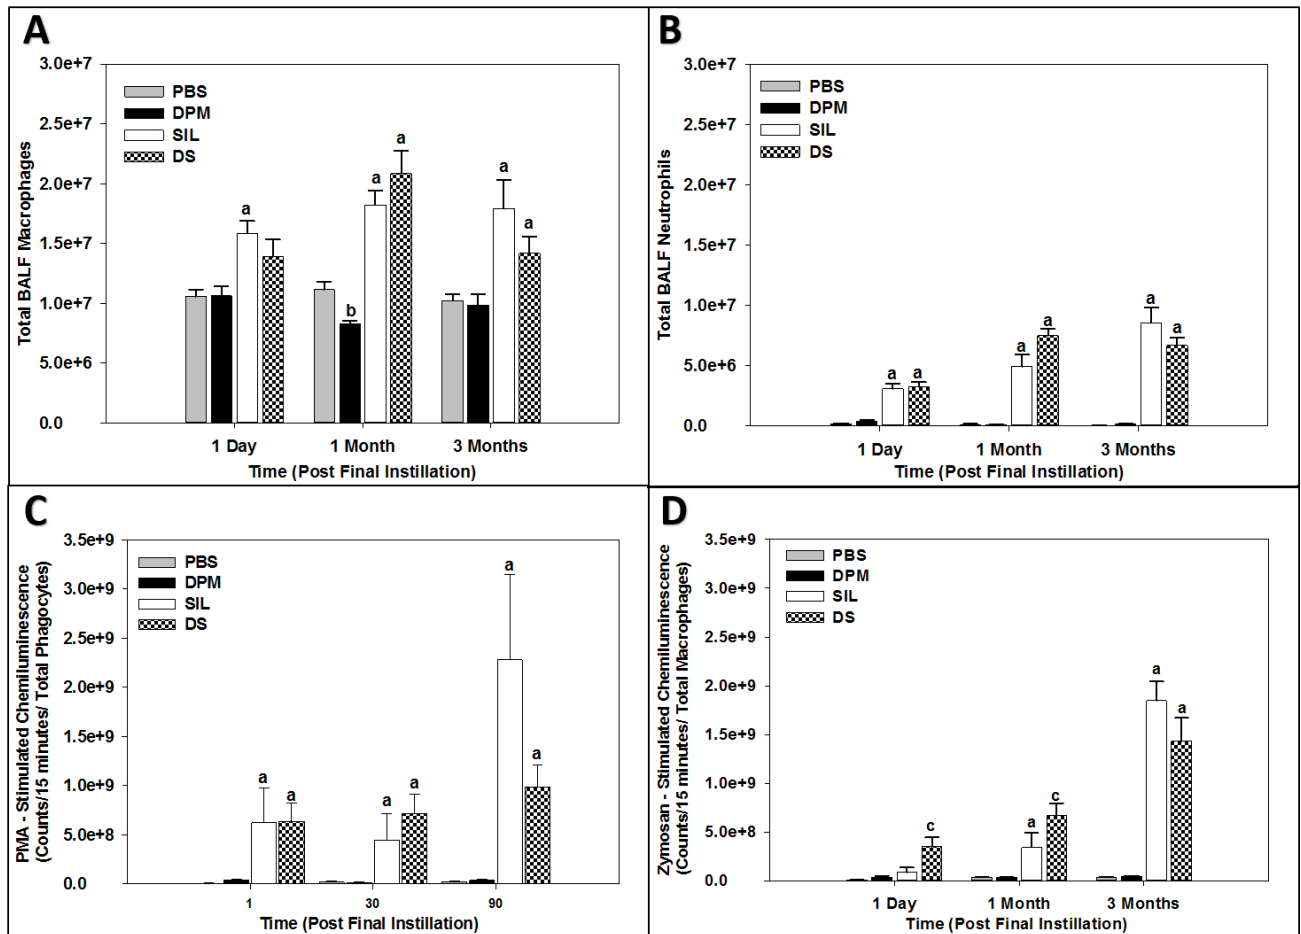 A
3.0e+7
2.5e+7
2.0e+7
1.5e+7
1.0e+7
5.0e+6
0.0
Total BALF Macrophages
PBS
DPM
SIL
DS
a
b
a
a
a
a
1 Day
1 Month
3 Months
Time (Post Final Instillation)
B
3.0e+7
2.5e+7
2.0e+7
1.5e+7
1.0e+7
5.0e+6
0.0
Total BALF Neutrophils
PBS
DPM
SIL
DS
a
a
a
a
a
a
1 Day
1 Month
3 Months
Time (Post Final Instillation)
C
3.5e+9
3.0e+9
2.5e+9
2.0e+9
1.5e+9
1.0e+9
5.0e+8
0.0
PMA - Stimulated Chemiluminescence
(Counts/15 minutes/ Total Phagocytes)
PBS
DPM
SIL
DS
a
a
a
a
a
a
1
30
90
Time (Post Final Instillation)
D
3.5e+9
3.0e+9
2.5e+9
2.0e+9
1.5e+9
1.0e+9
5.0e+8
0.0
Zymosan - Stimulated Chemiluminescence
(Counts/15 minutes/ Total Macrophages)
PBS
DPM
SIL
DS
c
a
c
a
a
1 Day
1 Month
3 Months
Time (Post Final Instillation)